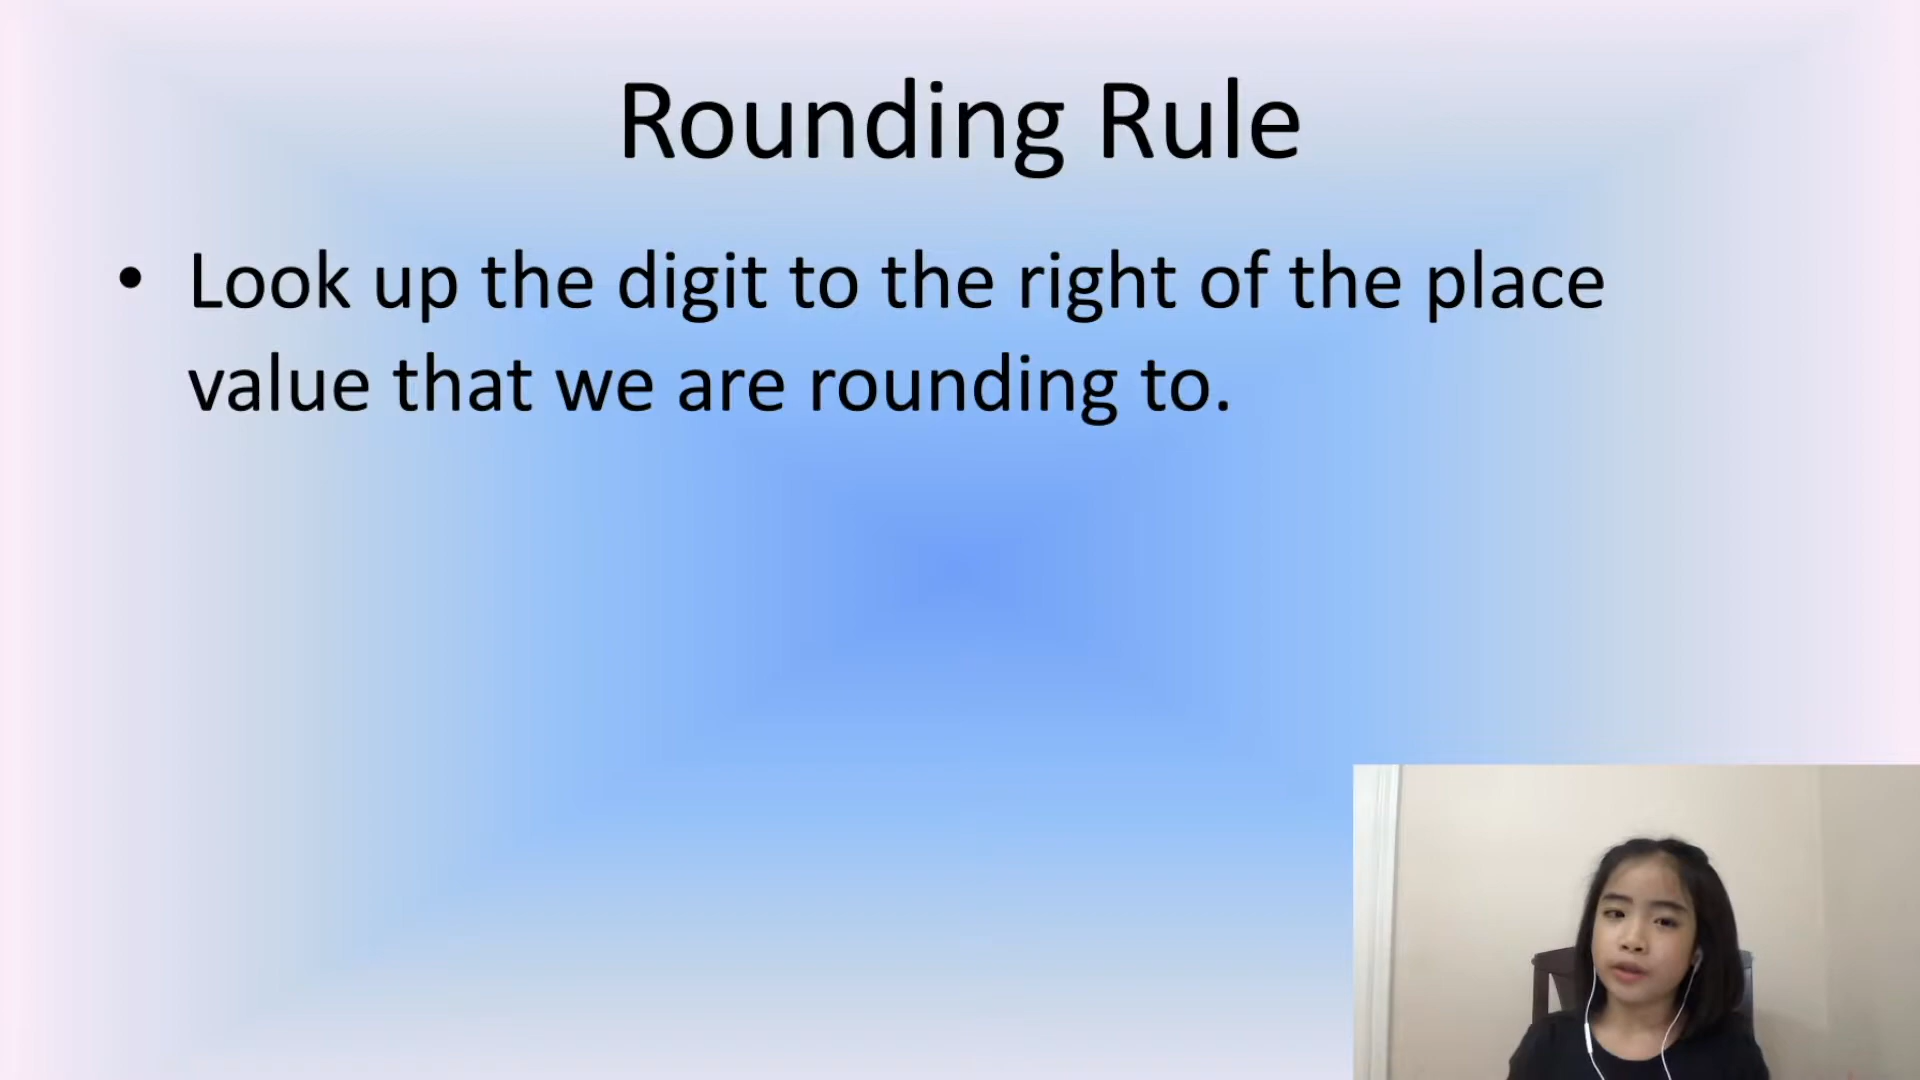 Rounding Rule
• Look up the digit to the right of the place
value that we are rounding to.